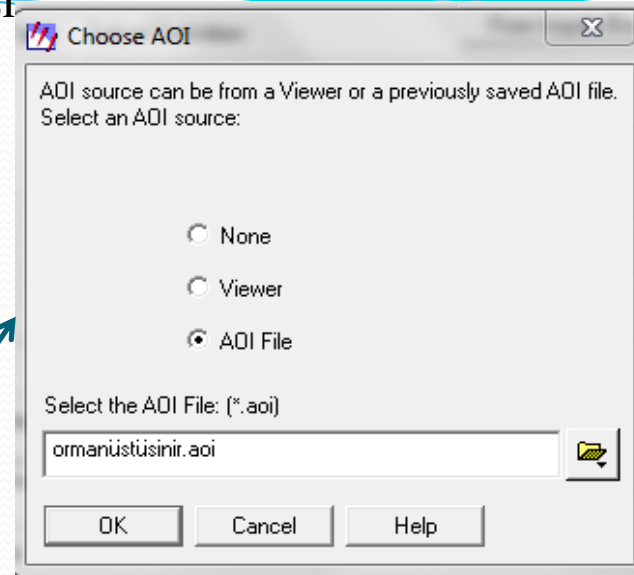 Choose AOI
AOI source can be from a Viewer or a previously saved AOI file.
Select an AOI source:
None
Viewer
AOI File
Select the AOI File: (*.aoi)
ormanüstüsinir.aoi
OK Cancel Help